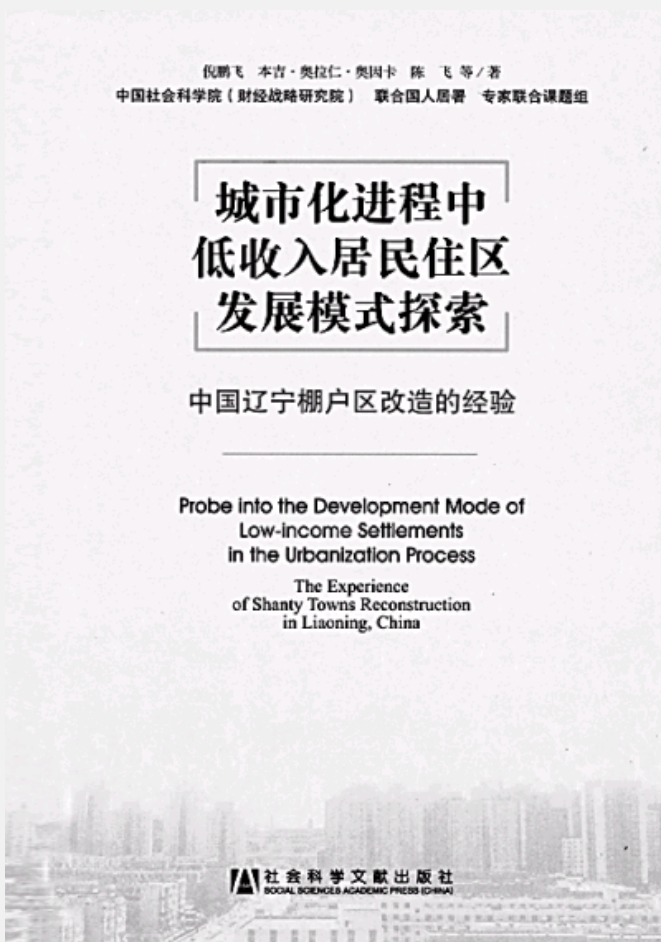 倪鹏飞 本吉·奥拉仁·奥因卡 陈 飞 等/著
中国社会科学院(财经战略研究院) 联合国人居署 专家联合课题组
城市化进程中
低收入居民住区
发展模式探索
中国辽宁棚户区改造的经验
Probe into the Development Mode of
Low-income Settlements
in the Urbanization Process
The Experience
of Shanty Towns Reconstruction
in Liaoning, China
社会科学文献出版社
SOCIAL SCIENCES ACADEMIC PRESS (CHINA)